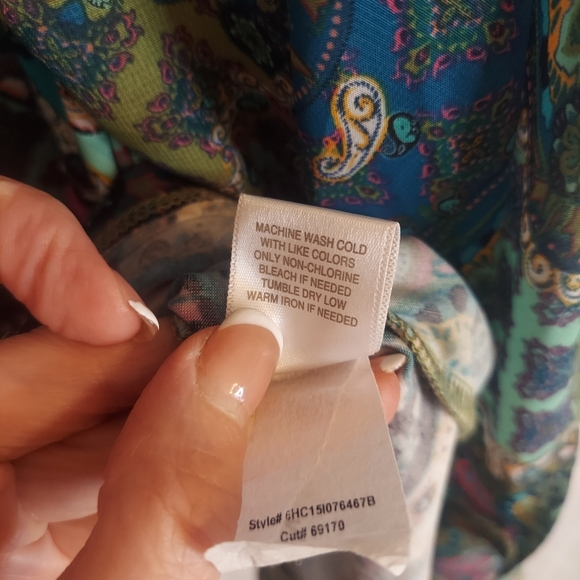 MACHINE WASH COLD
WITH LIKE COLORS
ONLY NON-CHLORINE
BLEACH IF NEEDED
TUMBLE DRY LOW
WARM IRON IF NEEDED
Style# 6HC15I076467B
Cut# 69170